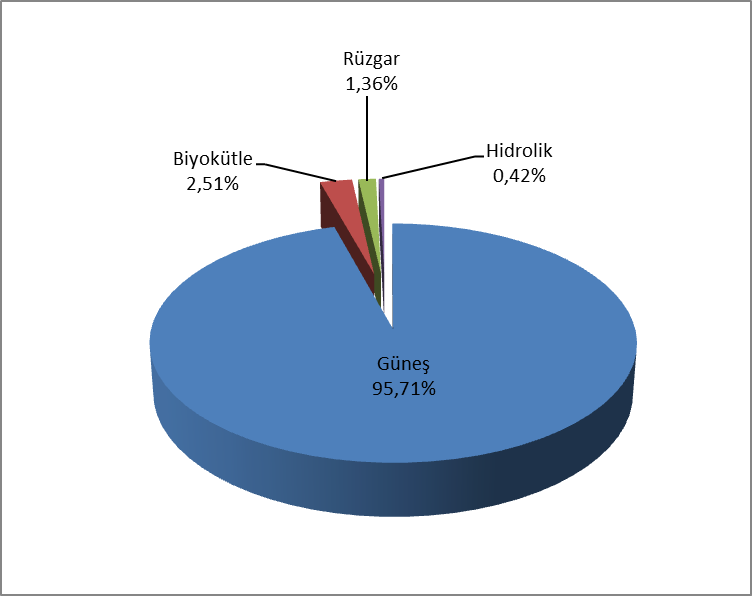 Rüzgar
1,36%
Biyokütle
2,51%
Hidrolik
0,42%
Güneş
95,71%